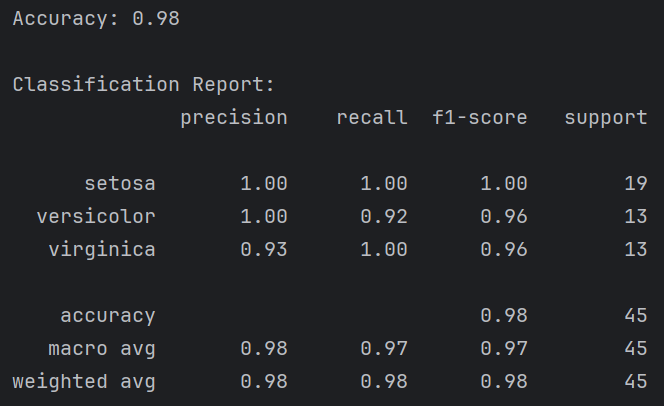 Accuracy: 0.98
Classification Report:
precision recall f1-score support
setosa 1.00 1.00 1.00 19
versicolor 1.00 0.92 0.96 13
virginica 0.93 1.00 0.96 13
accuracy 0.98 45
macro avg 0.98 0.97 0.97 45
weighted avg 0.98 0.98 0.98 45